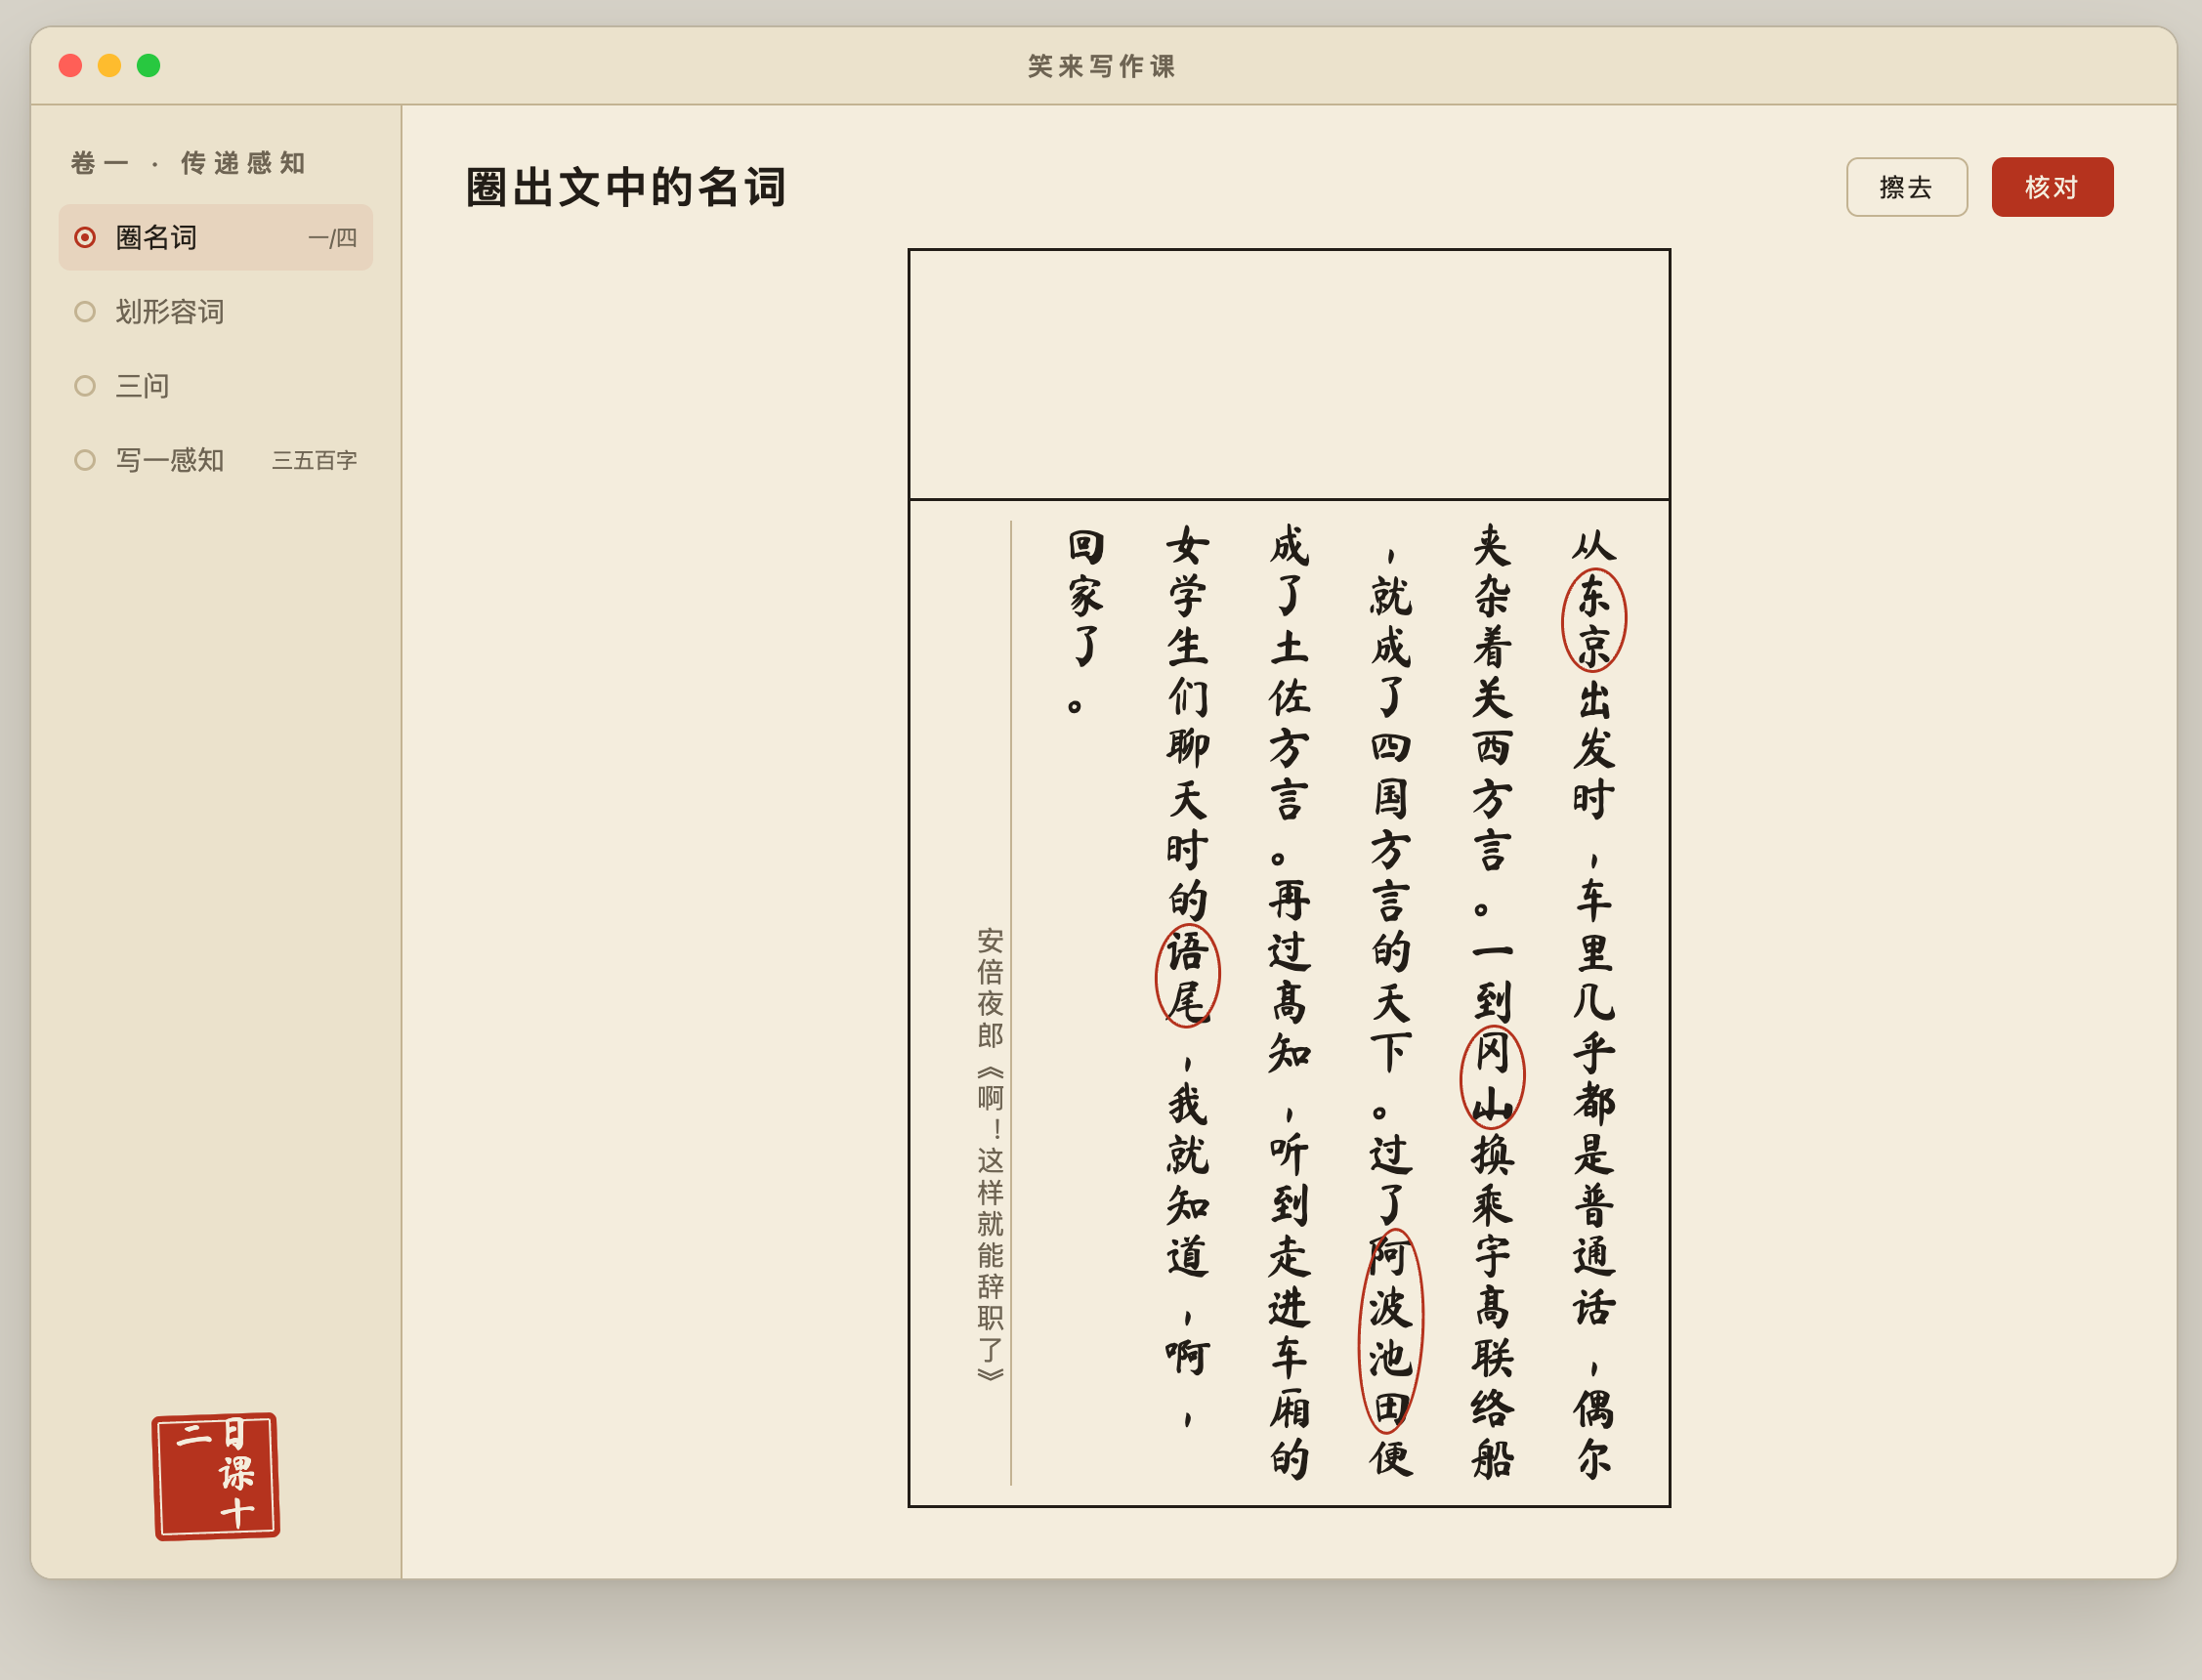 笑来写作课
卷一 · 传递感知
圈名词 一/四
划形容词
三问
写一感知 三五百字
日课十二
圈出文中的名词
擦去
核对
从东京出发时，车里几乎都是普通话，偶尔
夹杂着关西方言。一到冈山换乘宇高联络船
，就成了四国方言的天下。过了阿波池田便
成了土佐方言。再过高知，听到走进车厢的
女学生们聊天时的语尾，我就知道，啊，
回家了。
安倍夜郎《啊！这样就能辞职了》